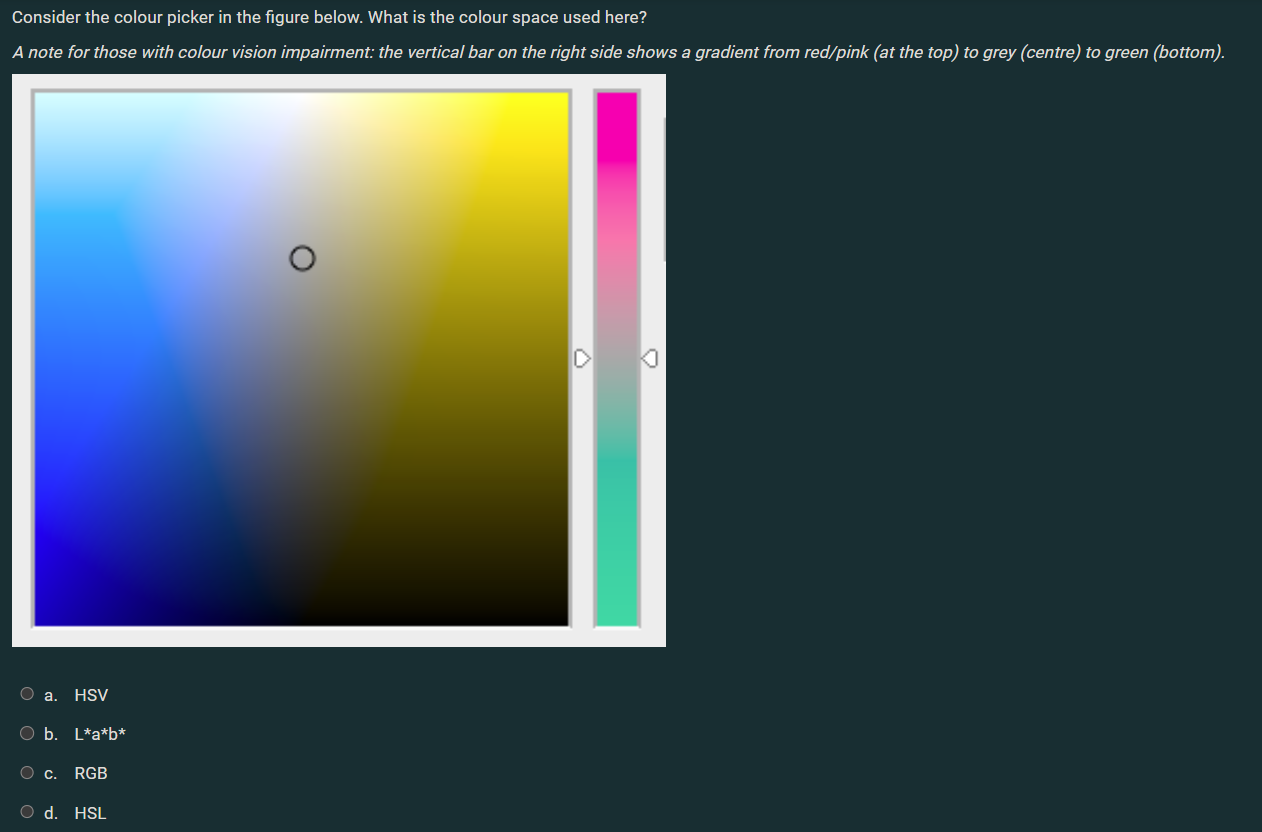 Consider the colour picker in the figure below. What is the colour space used here?
A note for those with colour vision impairment: the vertical bar on the right side shows a gradient from red/pink (at the top) to grey (centre) to green (bottom).
a. HSV
b. L*a*b*
c. RGB
d. HSL